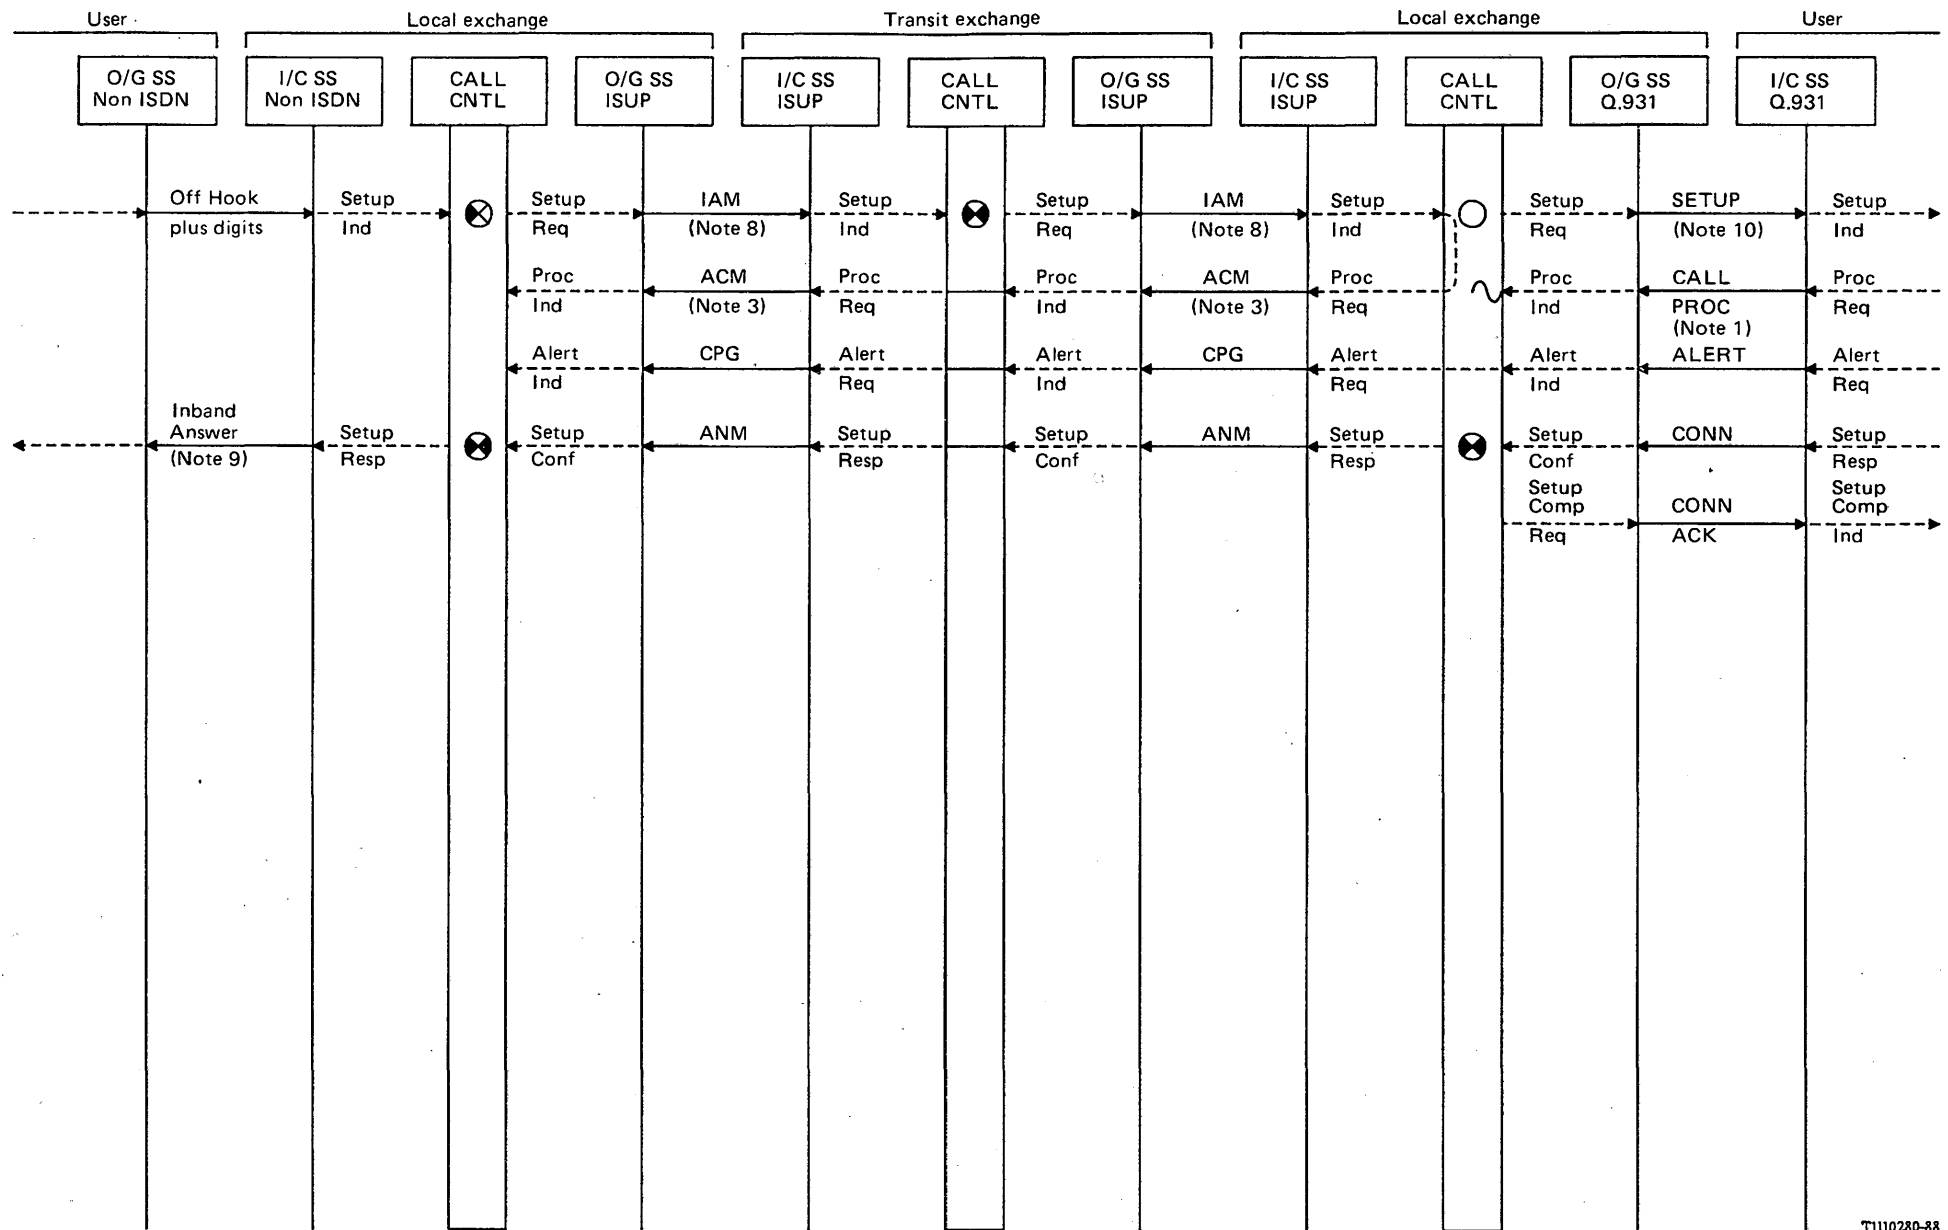 User Local exchange Transit exchange Local exchange User
O/G SS I/C SS CALL O/G SS I/C SS CALL O/G SS I/C SS CALL O/G SS I/C SS
Non ISDN Non ISDN CNTL ISUP ISUP CNTL ISUP ISUP CNTL Q.931 Q.931
Off Hook Setup Setup IAM Setup Setup IAM Setup Setup SETUP Setup
plus digits Ind Req (Note 8) Ind Req (Note 8) Ind Req (Note 10) Ind
Proc ACM Proc Proc ACM Proc Proc CALL Proc
Ind (Note 3) Req Ind (Note 3) Req Ind PROC Req
(Note 1)
Alert CPG Alert Alert CPG Alert Alert ALERT Alert
Ind Req Ind Req Ind Req
Inband
Answer Setup Setup ANM Setup Setup ANM Setup Setup CONN Setup
(Note 9) Resp Conf Resp Conf Resp Conf Resp
Setup Setup
Comp CONN Comp
Req ACK Ind
T1110280-88